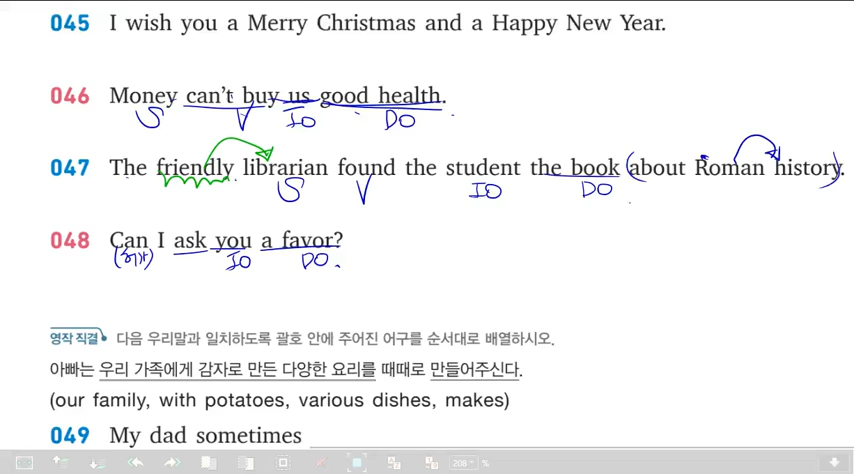 045 I wish you a Merry Christmas and a Happy New Year.
046 Money can't buy us good health.
S V IO DO
047 The friendly librarian found the student the book (about Roman history).
S V IO DO
048 Can I ask you a favor?
(허가) IO DO
영작 직결 다음 우리말과 일치하도록 괄호 안에 주어진 어구를 순서대로 배열하시오.
아빠는 우리 가족에게 감자로 만든 다양한 요리를 때때로 만들어주신다.
(our family, with potatoes, various dishes, makes)
049 My dad sometimes
208 %